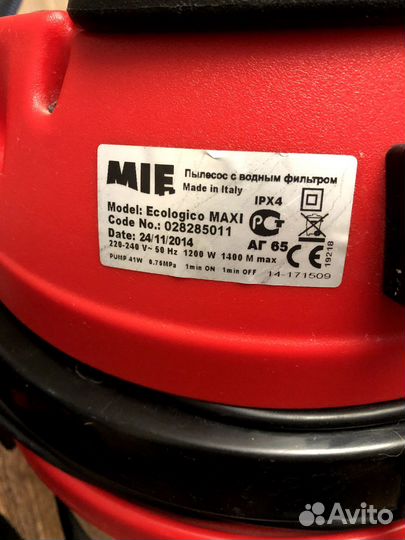 MIE Пылесос с водным фильтром
Made in Italy
IPX4
Model: Ecologico MAXI
Code No.: 028285011
Date: 24/11/2014
АГ 65
220-240 V~ 50 Hz 1200 W 1400 M max
PUMP 41W 0.75MPa 1min ON 1min OFF 14-171509
CE
19218
Avito